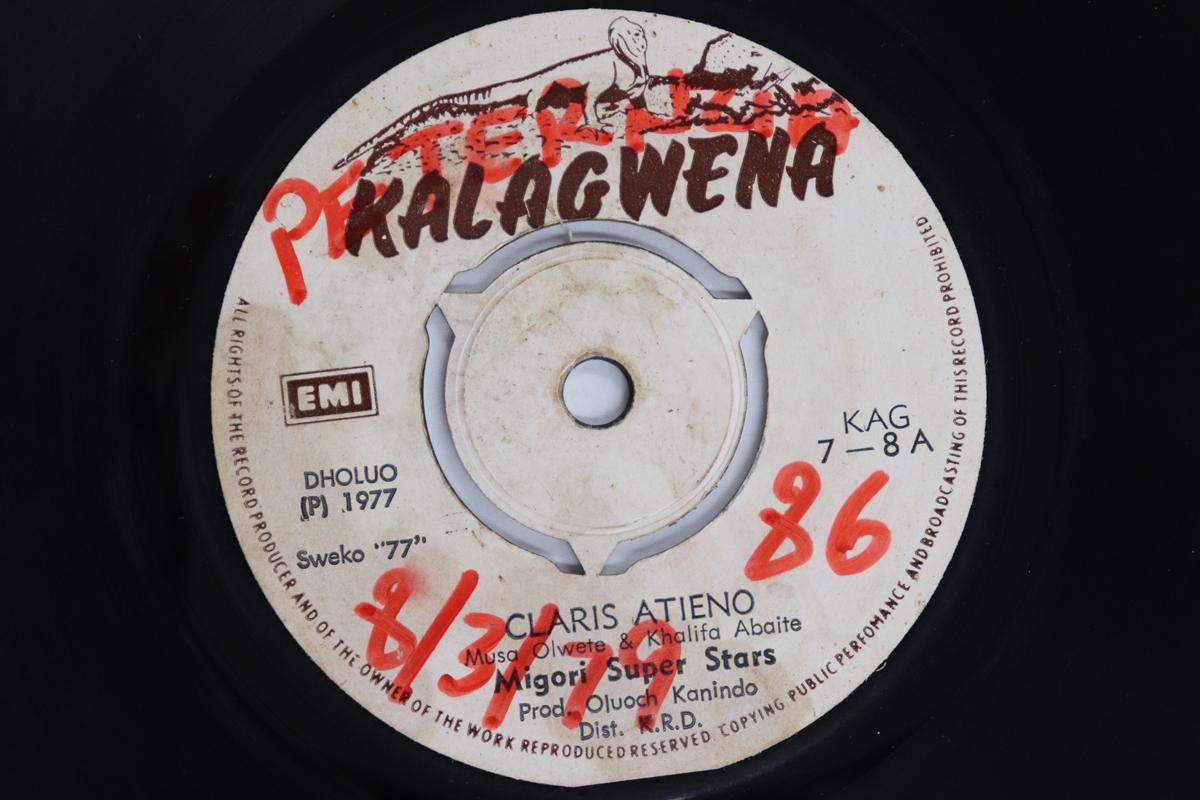 KALAGWENA
EMI
DHOLUO
(P) 1977
Sweko "77"
KAG
7 — 8 A
86
CLARIS ATIENO
Musa Olwete & Khalifa Abaite
Migori Super Stars
Prod. Oluoch Kanindo
Dist. K.R.D.
8/3/79
ALL RIGHTS OF THE RECORD PRODUCER AND OF THE OWNER OF THE WORK REPRODUCED RESERVED. COPYING PUBLIC PERFOMANCE AND BROADCASTING OF THIS RECORD PROHIBITED